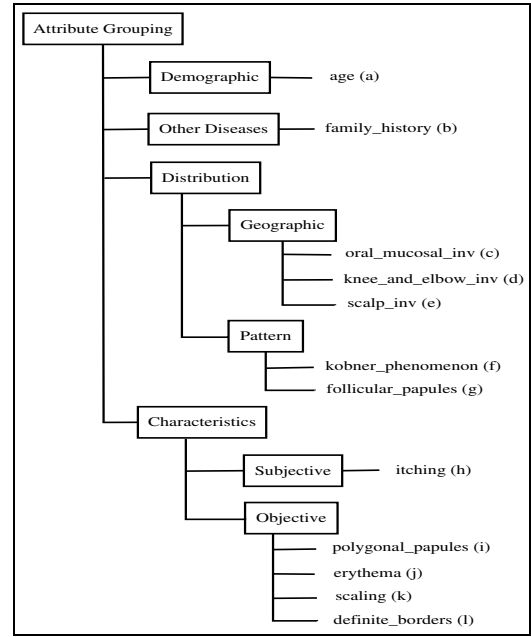 Attribute Grouping
Demographic
age (a)
Other Diseases
family_history (b)
Distribution
Geographic
oral_mucosal_inv (c)
knee_and_elbow_inv (d)
scalp_inv (e)
Pattern
kobner_phenomenon (f)
follicular_papules (g)
Characteristics
Subjective
itching (h)
Objective
polygonal_papules (i)
erythema (j)
scaling (k)
definite_borders (l)